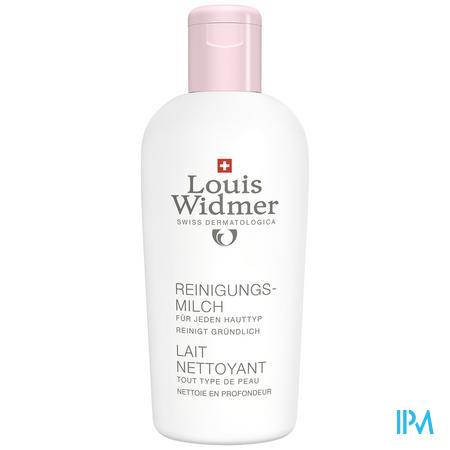 Louis
Widmer
SWISS DERMATOLOGICA
REINIGUNGS-
MILCH
FÜR JEDEN HAUTTYP
REINIGT GRÜNDLICH
LAIT
NETTOYANT
TOUT TYPE DE PEAU
NETTOIE EN PROFONDEUR
IPM